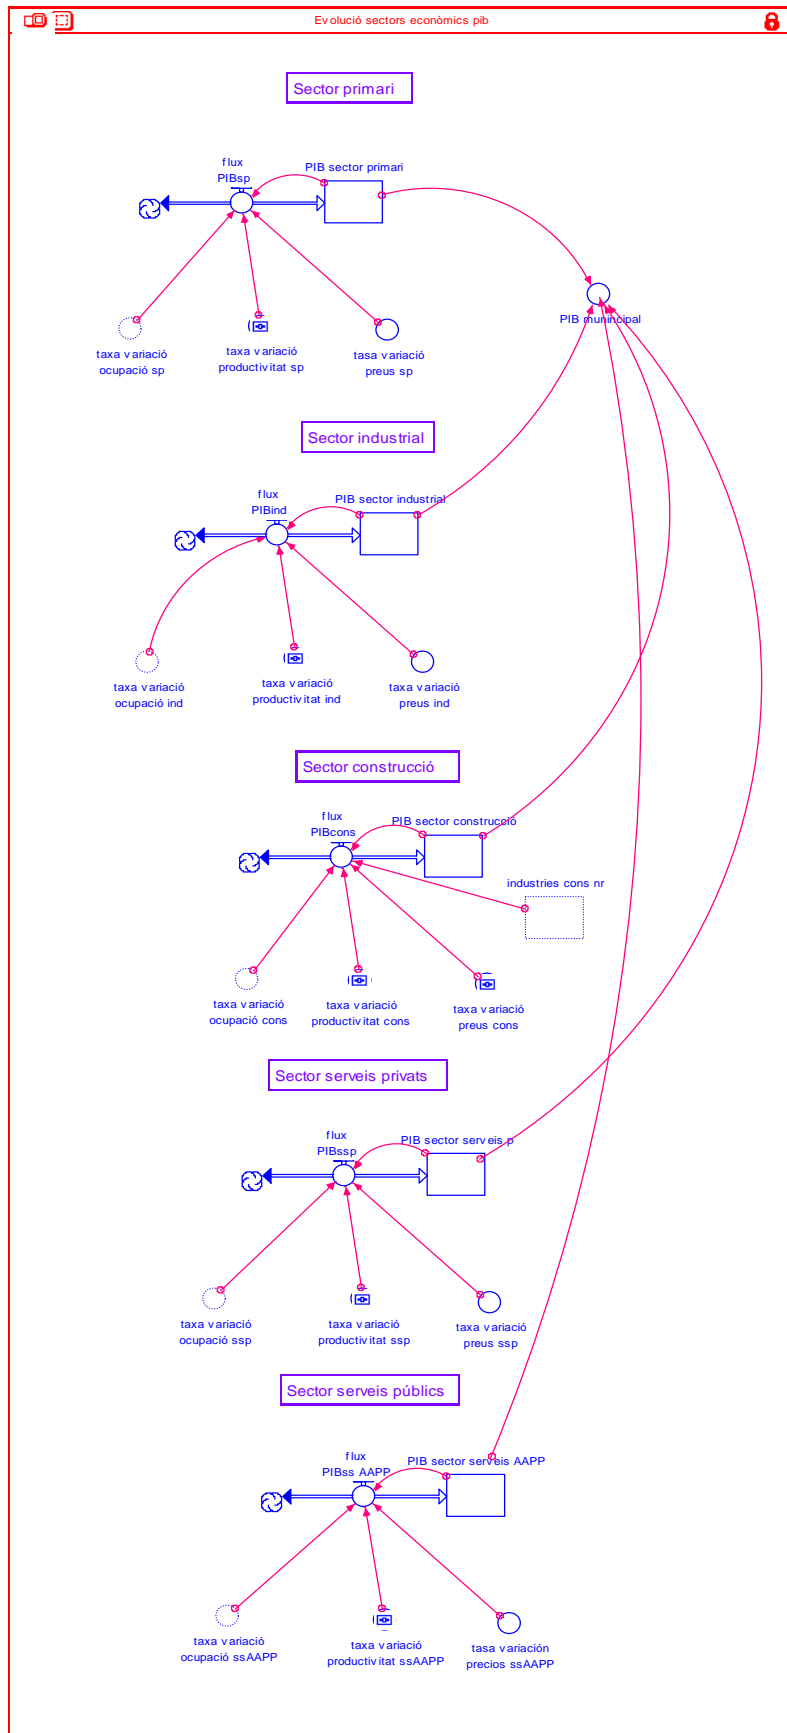 Evolució sectors econòmics pib
Sector primari
flux
PIBsp
PIB sector primari
PIB munincipal
taxa variació
ocupació sp
taxa variació
productivitat sp
tasa variació
preus sp
Sector industrial
flux
PIBind
PIB sector industrial
taxa variació
ocupació ind
taxa variació
productivitat ind
taxa variació
preus ind
Sector construcció
flux
PIBcons
PIB sector construcció
industries cons nr
taxa variació
ocupació cons
taxa variació
productivitat cons
taxa variació
preus cons
Sector serveis privats
flux
PIBssp
PIB sector serveis p
taxa variació
ocupació ssp
taxa variació
productivitat ssp
taxa variació
preus ssp
Sector serveis públics
flux
PIBss AAPP
PIB sector serveis AAPP
taxa variació
ocupació ssAAPP
taxa variació
productivitat ssAAPP
tasa variación
precios ssAAPP